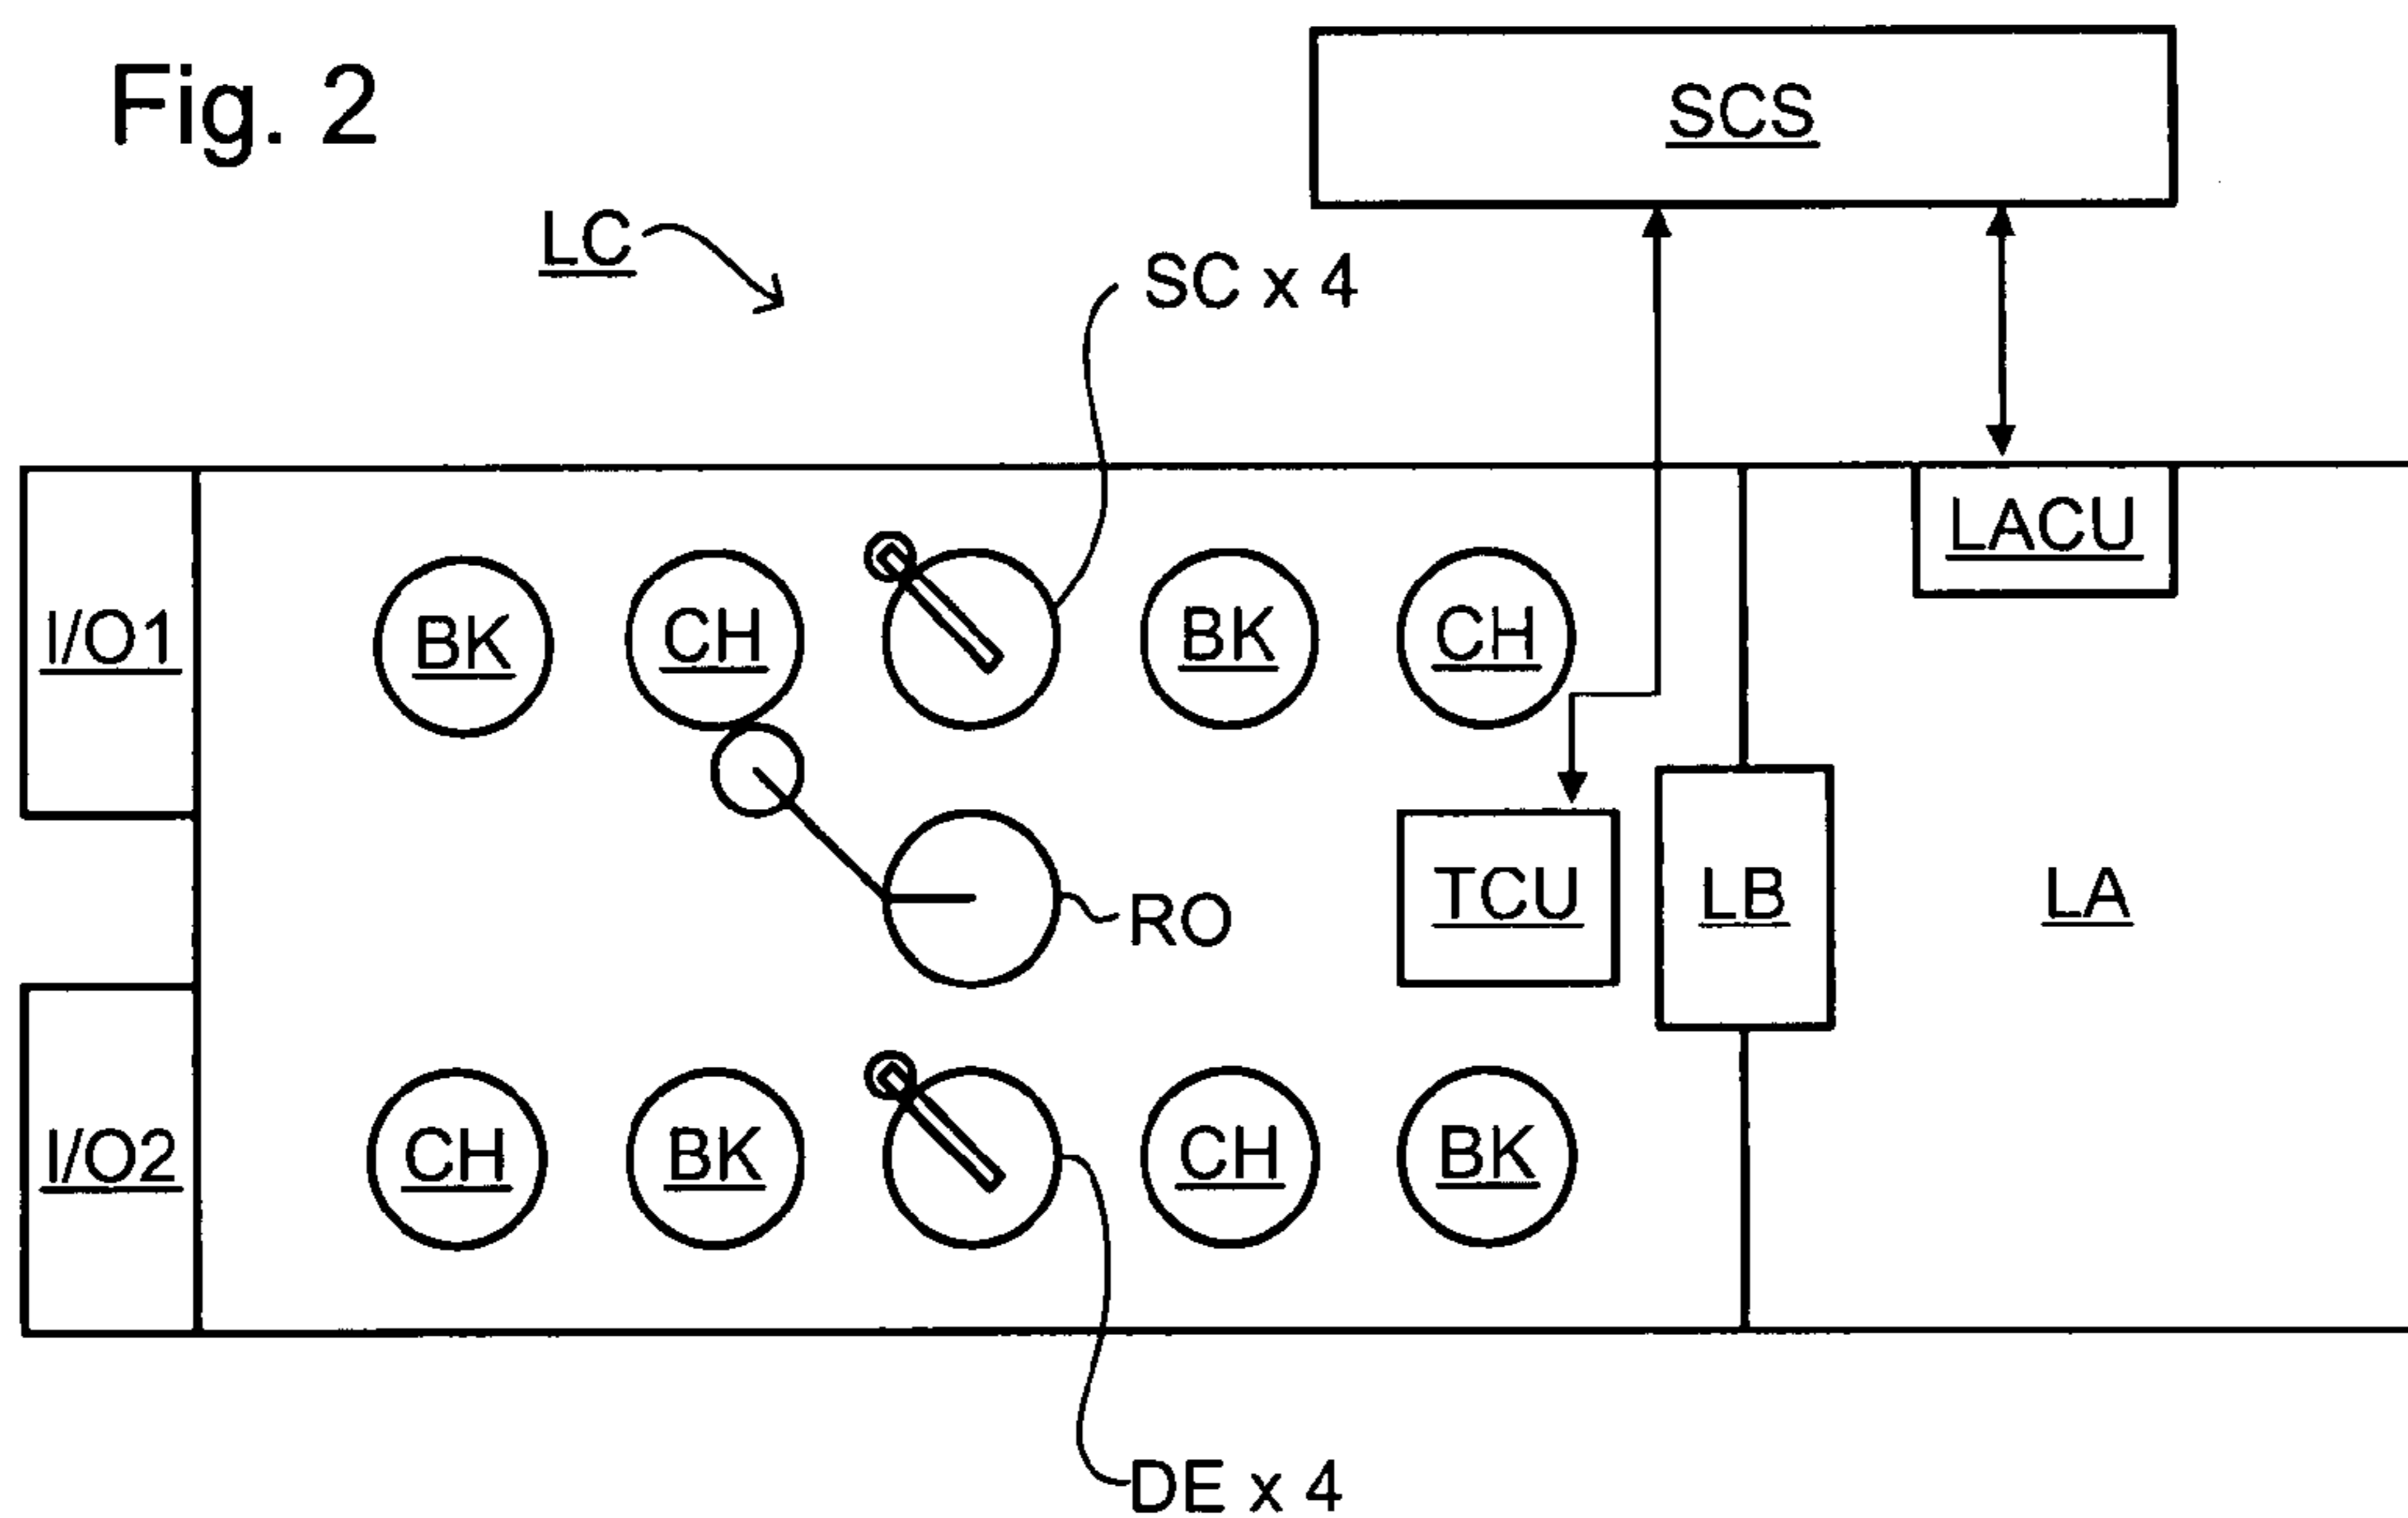 Fig. 2
SCS
LC
SC x 4
I/O1
BK
CH
BK
CH
LACU
RO
TCU
LB
LA
I/O2
CH
BK
CH
BK
DE x 4